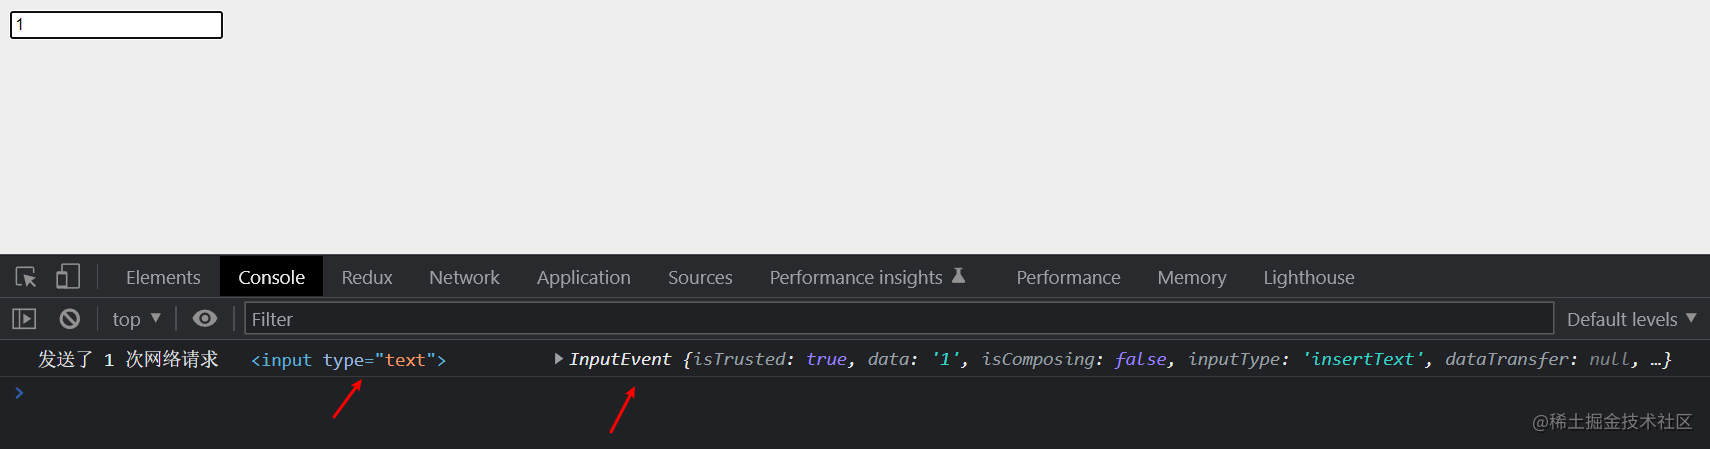 1
Elements Console Redux Network Application Sources Performance insights Performance Memory Lighthouse
top Filter Default levels
发送了 1 次网络请求 <input type="text"> InputEvent {isTrusted: true, data: '1', isComposing: false, inputType: 'insertText', dataTransfer: null, …}
@稀土掘金技术社区